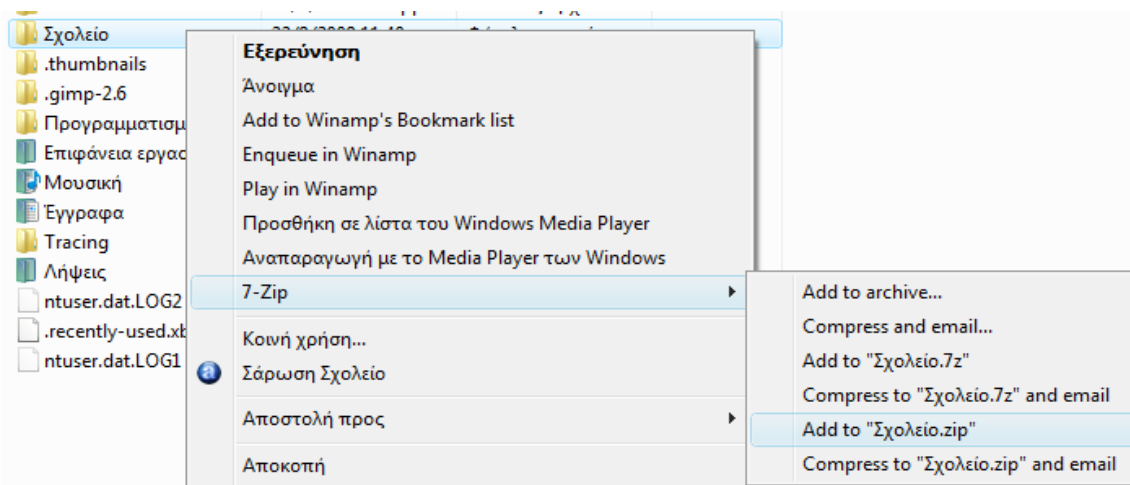 Σχολείο
.thumbnails
.gimp-2.6
Προγραμματισμ
Επιφάνεια εργασ
Μουσική
Έγγραφα
Tracing
Λήψεις
ntuser.dat.LOG2
.recently-used.xb
ntuser.dat.LOG1
Εξερεύνηση
Άνοιγμα
Add to Winamp's Bookmark list
Enqueue in Winamp
Play in Winamp
Προσθήκη σε λίστα του Windows Media Player
Αναπαραγωγή με το Media Player των Windows
7-Zip
Κοινή χρήση...
Σάρωση Σχολείο
Αποστολή προς
Αποκοπή
Add to archive...
Compress and email...
Add to "Σχολείο.7z"
Compress to "Σχολείο.7z" and email
Add to "Σχολείο.zip"
Compress to "Σχολείο.zip" and email